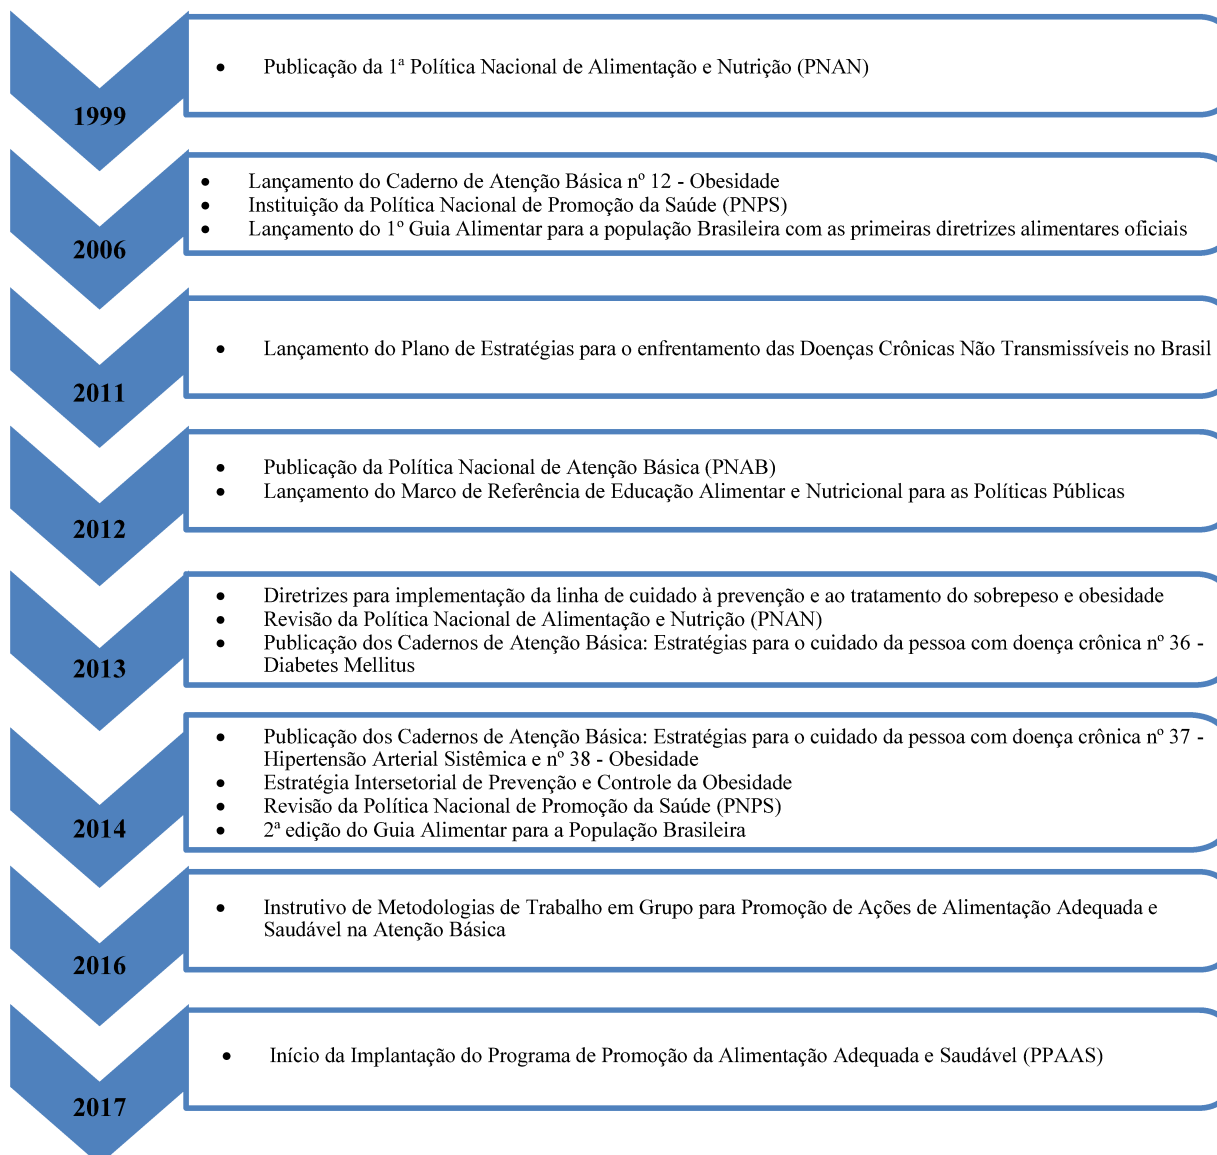 1999
• Publicação da 1ª Política Nacional de Alimentação e Nutrição (PNAN)
2006
• Lançamento do Caderno de Atenção Básica nº 12 - Obesidade
• Instituição da Política Nacional de Promoção da Saúde (PNPS)
• Lançamento do 1º Guia Alimentar para a população Brasileira com as primeiras diretrizes alimentares oficiais
2011
• Lançamento do Plano de Estratégias para o enfrentamento das Doenças Crônicas Não Transmissíveis no Brasil
2012
• Publicação da Política Nacional de Atenção Básica (PNAB)
• Lançamento do Marco de Referência de Educação Alimentar e Nutricional para as Políticas Públicas
2013
• Diretrizes para implementação da linha de cuidado à prevenção e ao tratamento do sobrepeso e obesidade
• Revisão da Política Nacional de Alimentação e Nutrição (PNAN)
• Publicação dos Cadernos de Atenção Básica: Estratégias para o cuidado da pessoa com doença crônica nº 36 -
Diabetes Mellitus
2014
• Publicação dos Cadernos de Atenção Básica: Estratégias para o cuidado da pessoa com doença crônica nº 37 -
Hipertensão Arterial Sistêmica e nº 38 - Obesidade
• Estratégia Intersetorial de Prevenção e Controle da Obesidade
• Revisão da Política Nacional de Promoção da Saúde (PNPS)
• 2ª edição do Guia Alimentar para a População Brasileira
2016
• Instrutivo de Metodologias de Trabalho em Grupo para Promoção de Ações de Alimentação Adequada e
Saudável na Atenção Básica
2017
• Início da Implantação do Programa de Promoção da Alimentação Adequada e Saudável (PPAAS)